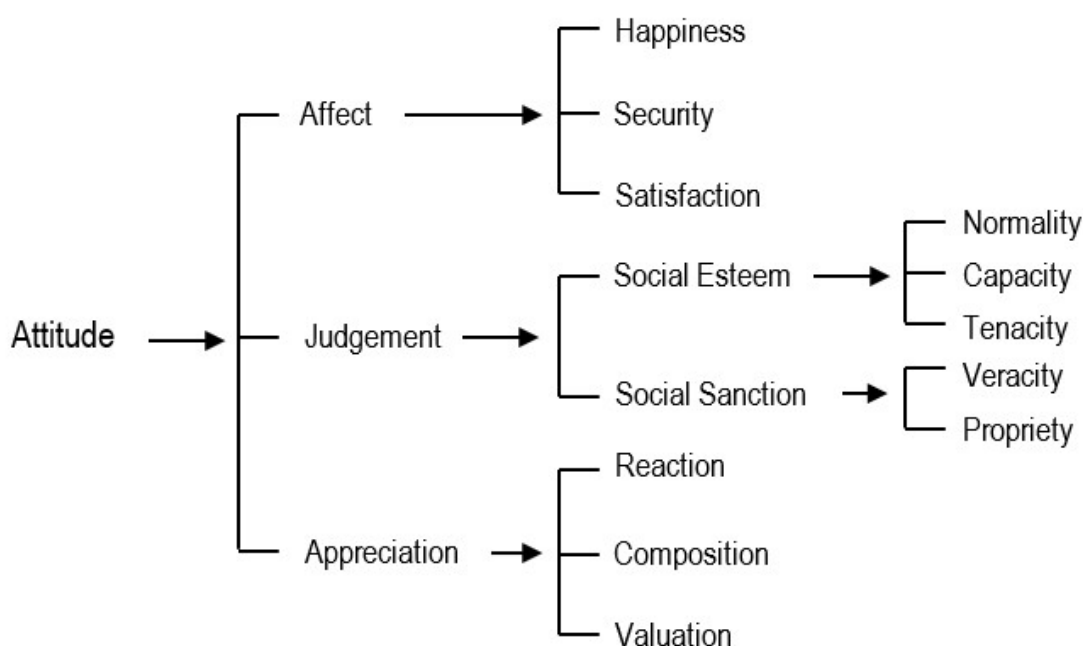 Happiness
Affect
Security
Satisfaction
Normality
Social Esteem
Capacity
Tenacity
Attitude
Judgement
Veracity
Social Sanction
Propriety
Reaction
Appreciation
Composition
Valuation